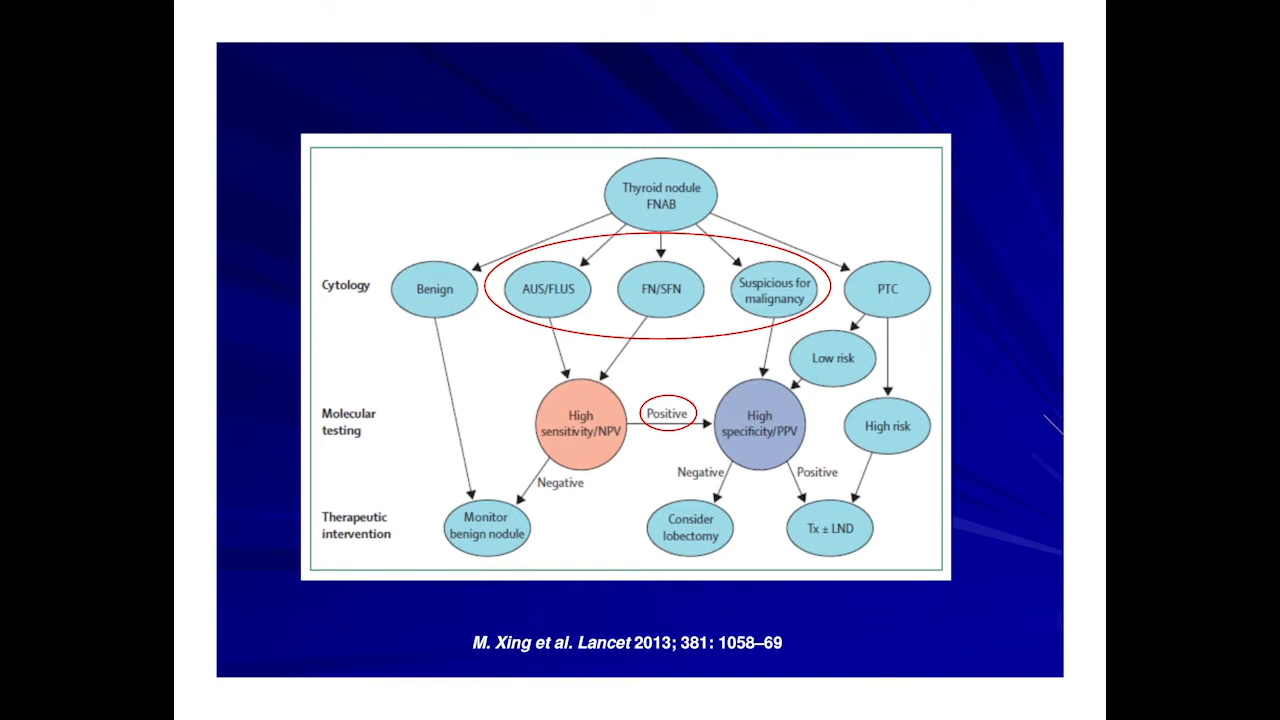 Thyroid nodule
FNAB
Cytology
Benign
AUS/FLUS
FN/SFN
Suspicious for
malignancy
PTC
Low risk
Molecular
testing
High
sensitivity/NPV
Positive
High
specificity/PPV
High risk
Negative
Negative
Positive
Therapeutic
intervention
Monitor
benign nodule
Consider
lobectomy
Tx ± LND
M. Xing et al. Lancet 2013; 381: 1058–69